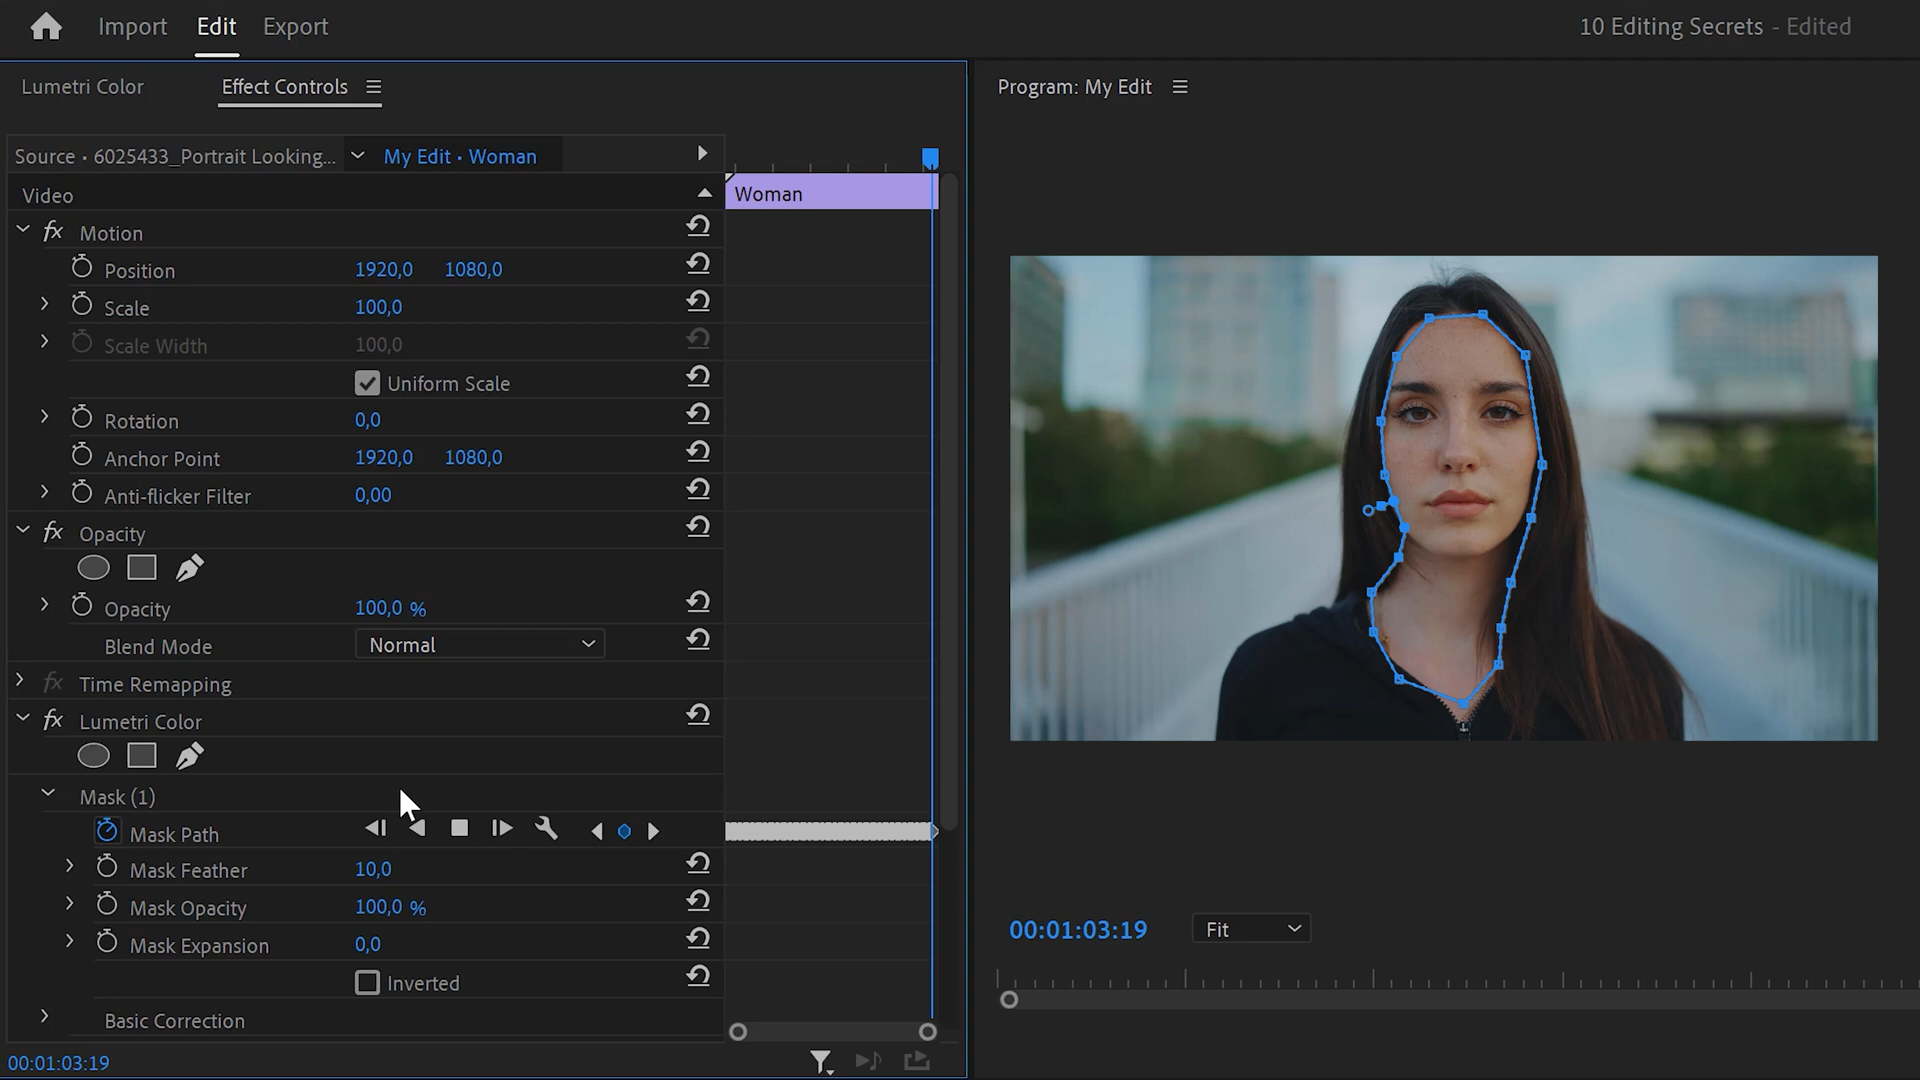 Import Edit Export 10 Editing Secrets - Edited
Lumetri Color Effect Controls Program: My Edit
Source · 6025433_Portrait Looking... My Edit · Woman
Video Woman
fx Motion
Position 1920,0 1080,0
Scale 100,0
Scale Width 100,0
Uniform Scale
Rotation 0,0
Anchor Point 1920,0 1080,0
Anti-flicker Filter 0,00
fx Opacity
Opacity 100,0 %
Blend Mode Normal
fx Time Remapping
fx Lumetri Color
Mask (1)
Mask Path
Mask Feather 10,0
Mask Opacity 100,0 %
Mask Expansion 0,0
Inverted
Basic Correction
00:01:03:19 Fit
00:01:03:19